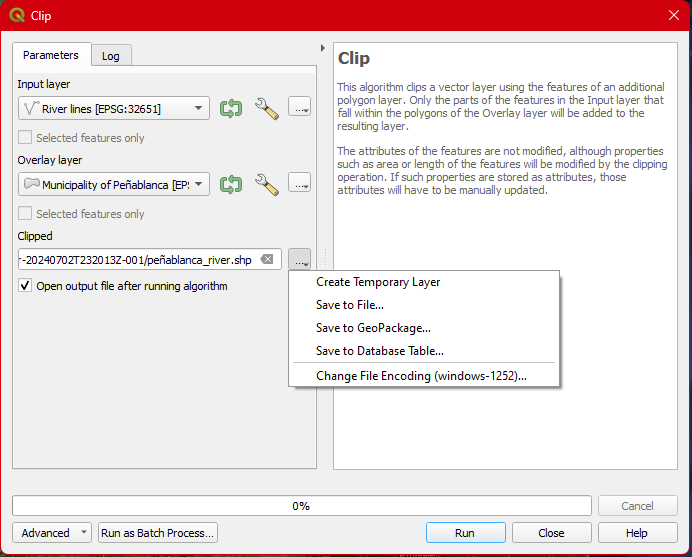 Clip
Parameters
Log
Input layer
River lines [EPSG:32651]
...
Selected features only
Overlay layer
Municipality of Peñablanca [EP
...
Selected features only
Clipped
-20240702T232013Z-001/peñablanca_river.shp
...
Open output file after running algorithm
Create Temporary Layer
Save to File...
Save to GeoPackage...
Save to Database Table...
Change File Encoding (windows-1252)...
Clip
This algorithm clips a vector layer using the features of an additional
polygon layer. Only the parts of the features in the Input layer that
fall within the polygons of the Overlay layer will be added to the
resulting layer.
The attributes of the features are not modified, although properties
such as area or length of the features will be modified by the clipping
operation. If such properties are stored as attributes, those
attributes will have to be manually updated.
0%
Cancel
Advanced
Run as Batch Process...
Run
Close
Help